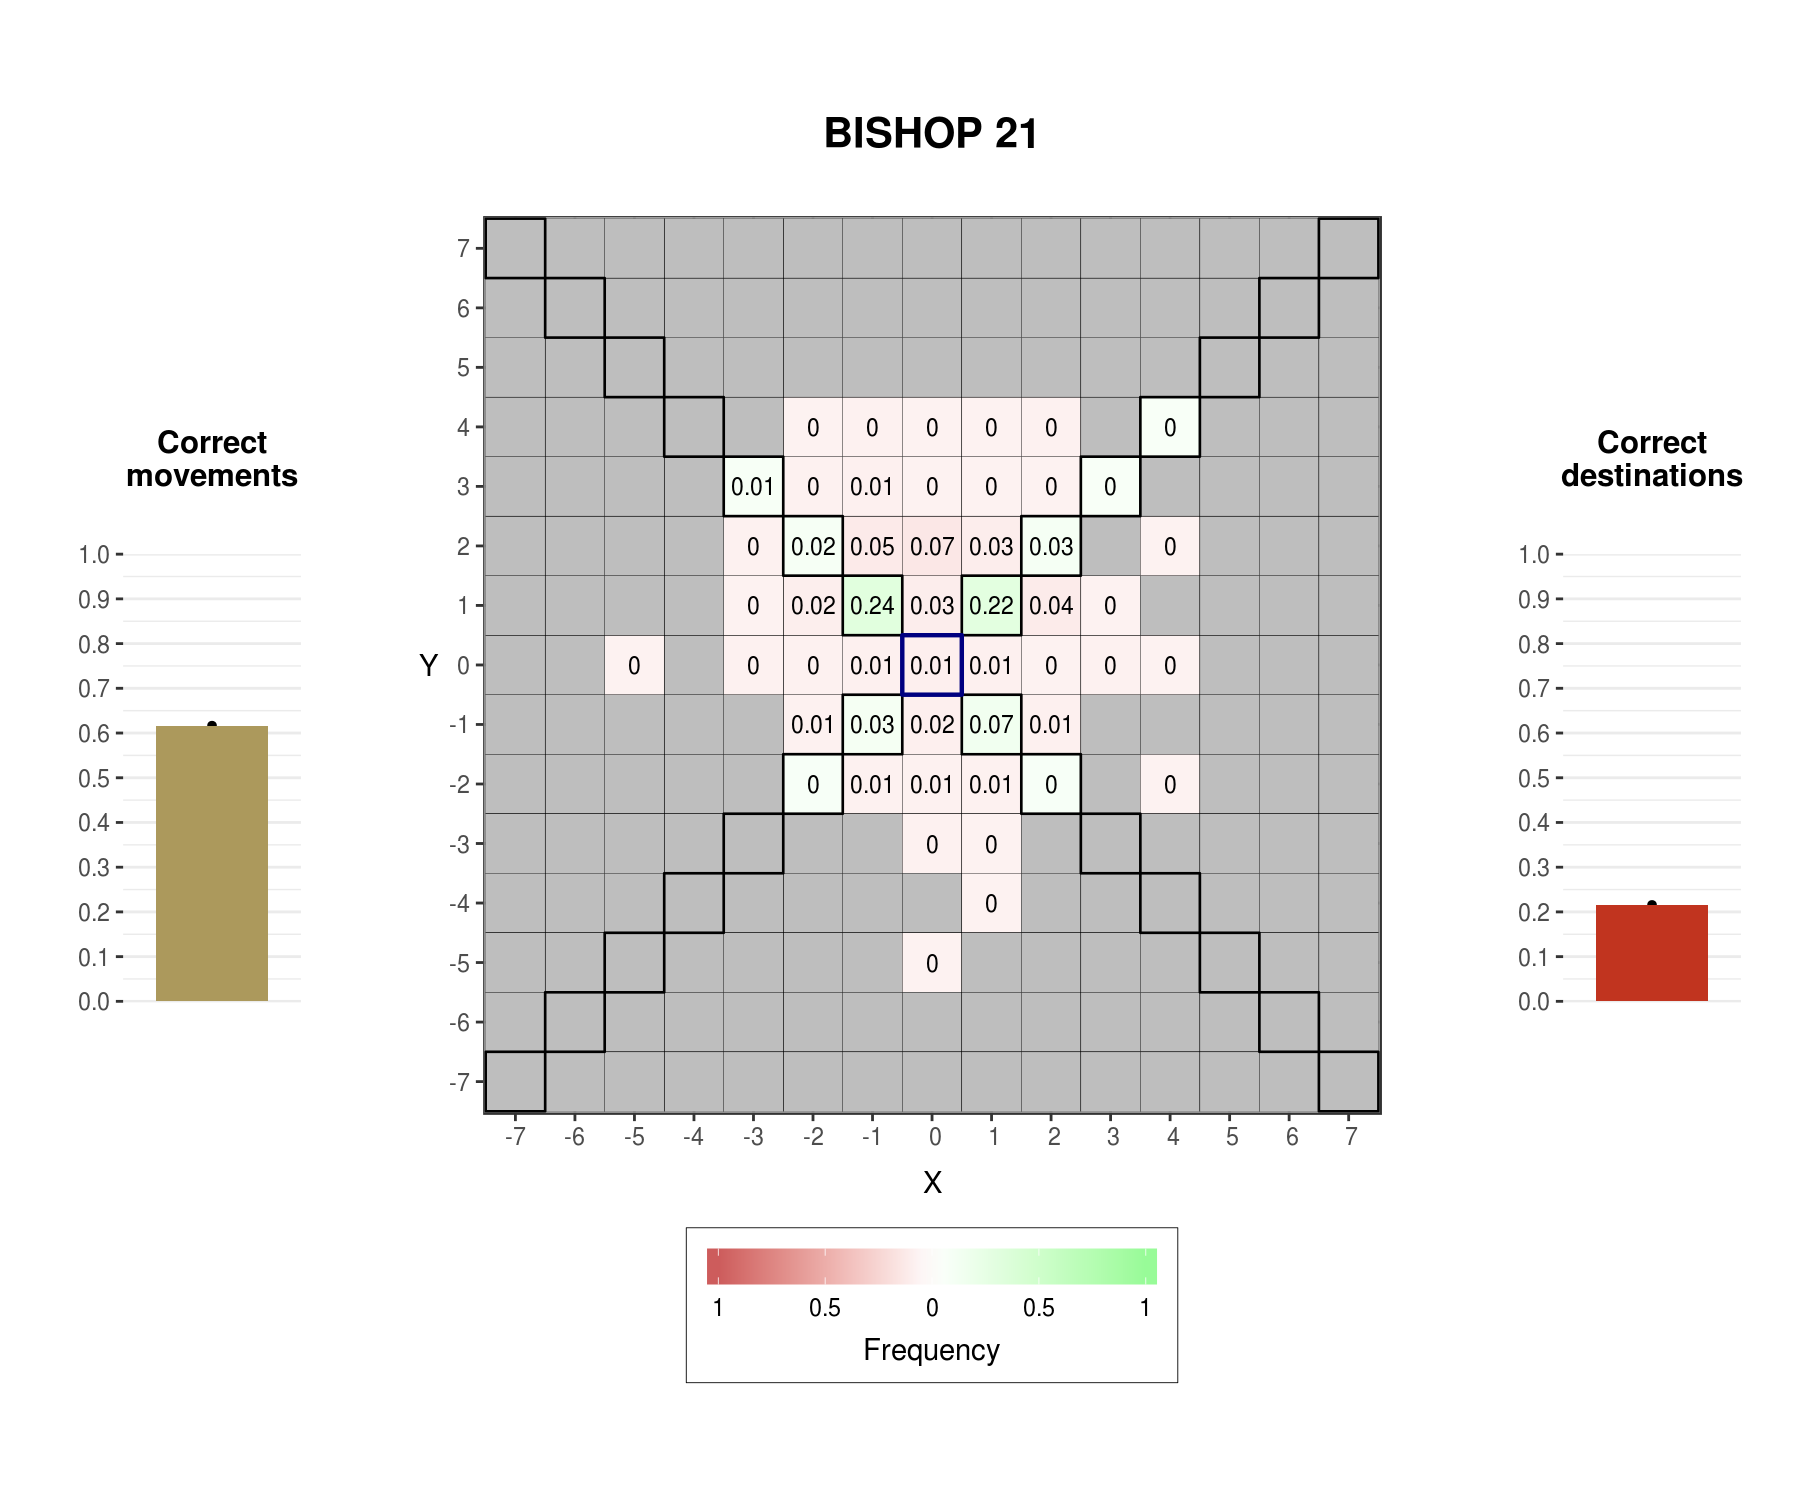 BISHOP 21
Correct
movements
1.0
0.9
0.8
0.7
0.6
0.5
0.4
0.3
0.2
0.1
0.0
Y
7
6
5
4 0 0 0 0 0 0
3 0.01 0 0.01 0 0 0 0
2 0 0.02 0.05 0.07 0.03 0.03 0
1 0 0.02 0.24 0.03 0.22 0.04 0
0 0 0 0 0.01 0.01 0.01 0 0 0
-1 0.01 0.03 0.02 0.07 0.01
-2 0 0.01 0.01 0.01 0 0
-3 0 0
-4 0
-5 0
-6
-7
-7 -6 -5 -4 -3 -2 -1 0 1 2 3 4 5 6 7
X
1 0.5 0 0.5 1
Frequency
Correct
destinations
1.0
0.9
0.8
0.7
0.6
0.5
0.4
0.3
0.2
0.1
0.0